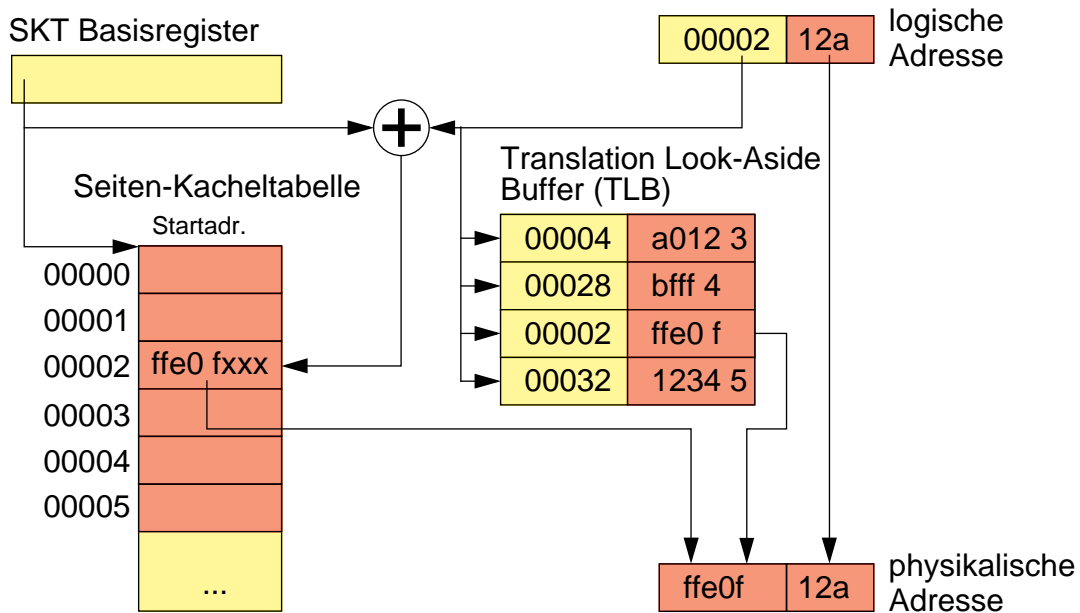 SKT Basisregister
00002 12a
logische
Adresse
Translation Look-Aside
Buffer (TLB)
Seiten-Kacheltabelle
Startadr.
00000
00001
00002 ffe0 fxxx
00003
00004
00005
...
00004 a012 3
00028 bfff 4
00002 ffe0 f
00032 1234 5
ffe0f 12a
physikalische
Adresse